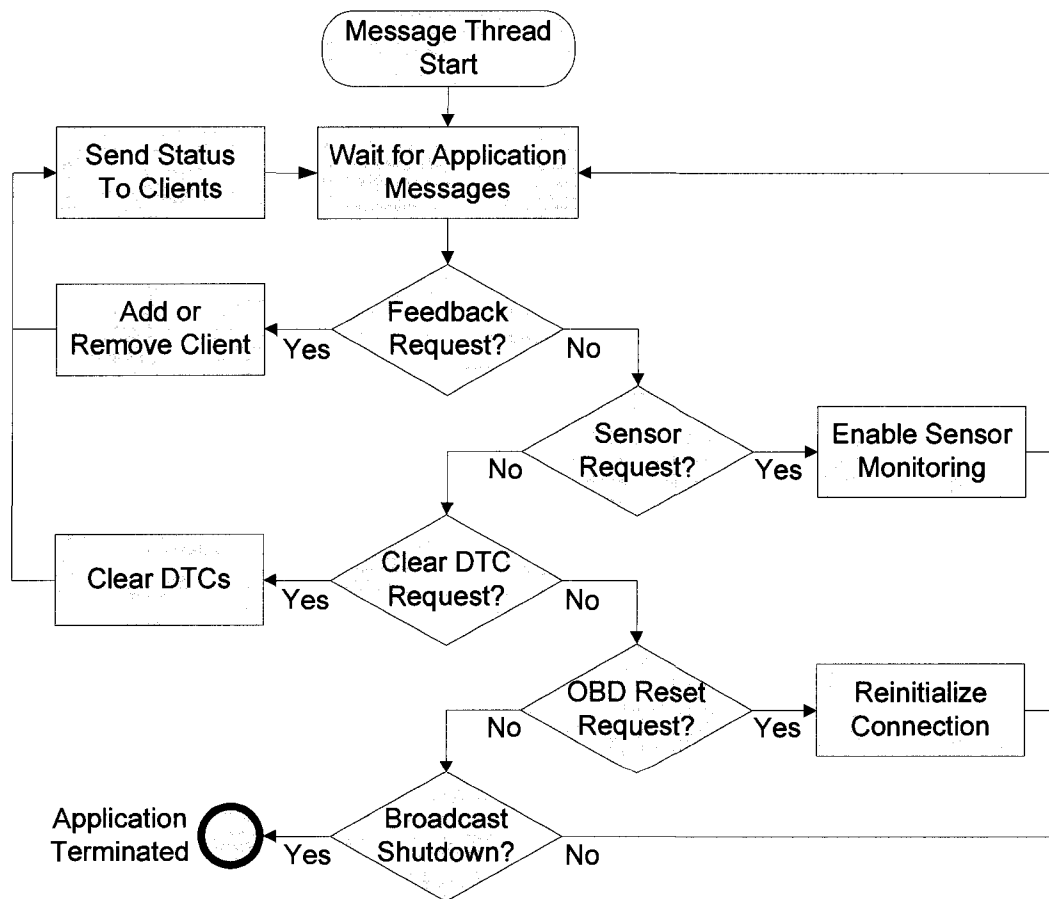 Message Thread
Start
Send Status
To Clients
Wait for Application
Messages
Add or
Remove Client
Yes
Feedback
Request?
No
Sensor
Request?
No
Yes
Enable Sensor
Monitoring
Clear DTCs
Yes
Clear DTC
Request?
No
OBD Reset
Request?
No
Yes
Reinitialize
Connection
Application
Terminated
Yes
Broadcast
Shutdown?
No